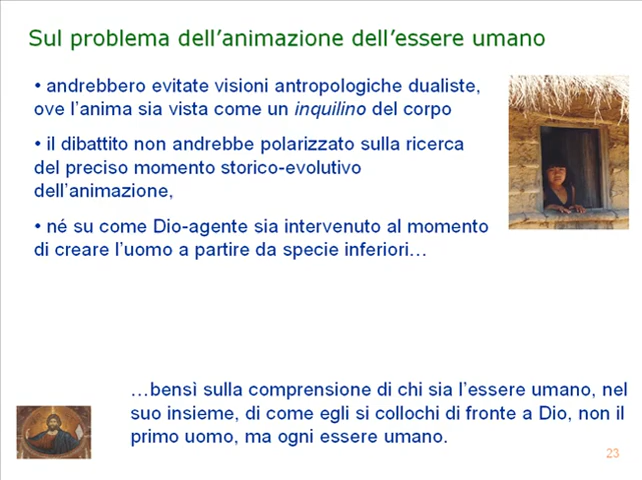 Sul problema dell'animazione dell'essere umano
• andrebbero evitate visioni antropologiche dualiste,
ove l'anima sia vista come un inquilino del corpo
• il dibattito non andrebbe polarizzato sulla ricerca
del preciso momento storico-evolutivo
dell'animazione,
• né su come Dio-agente sia intervenuto al momento
di creare l'uomo a partire da specie inferiori…
…bensì sulla comprensione di chi sia l'essere umano, nel
suo insieme, di come egli si collochi di fronte a Dio, non il
primo uomo, ma ogni essere umano.
23